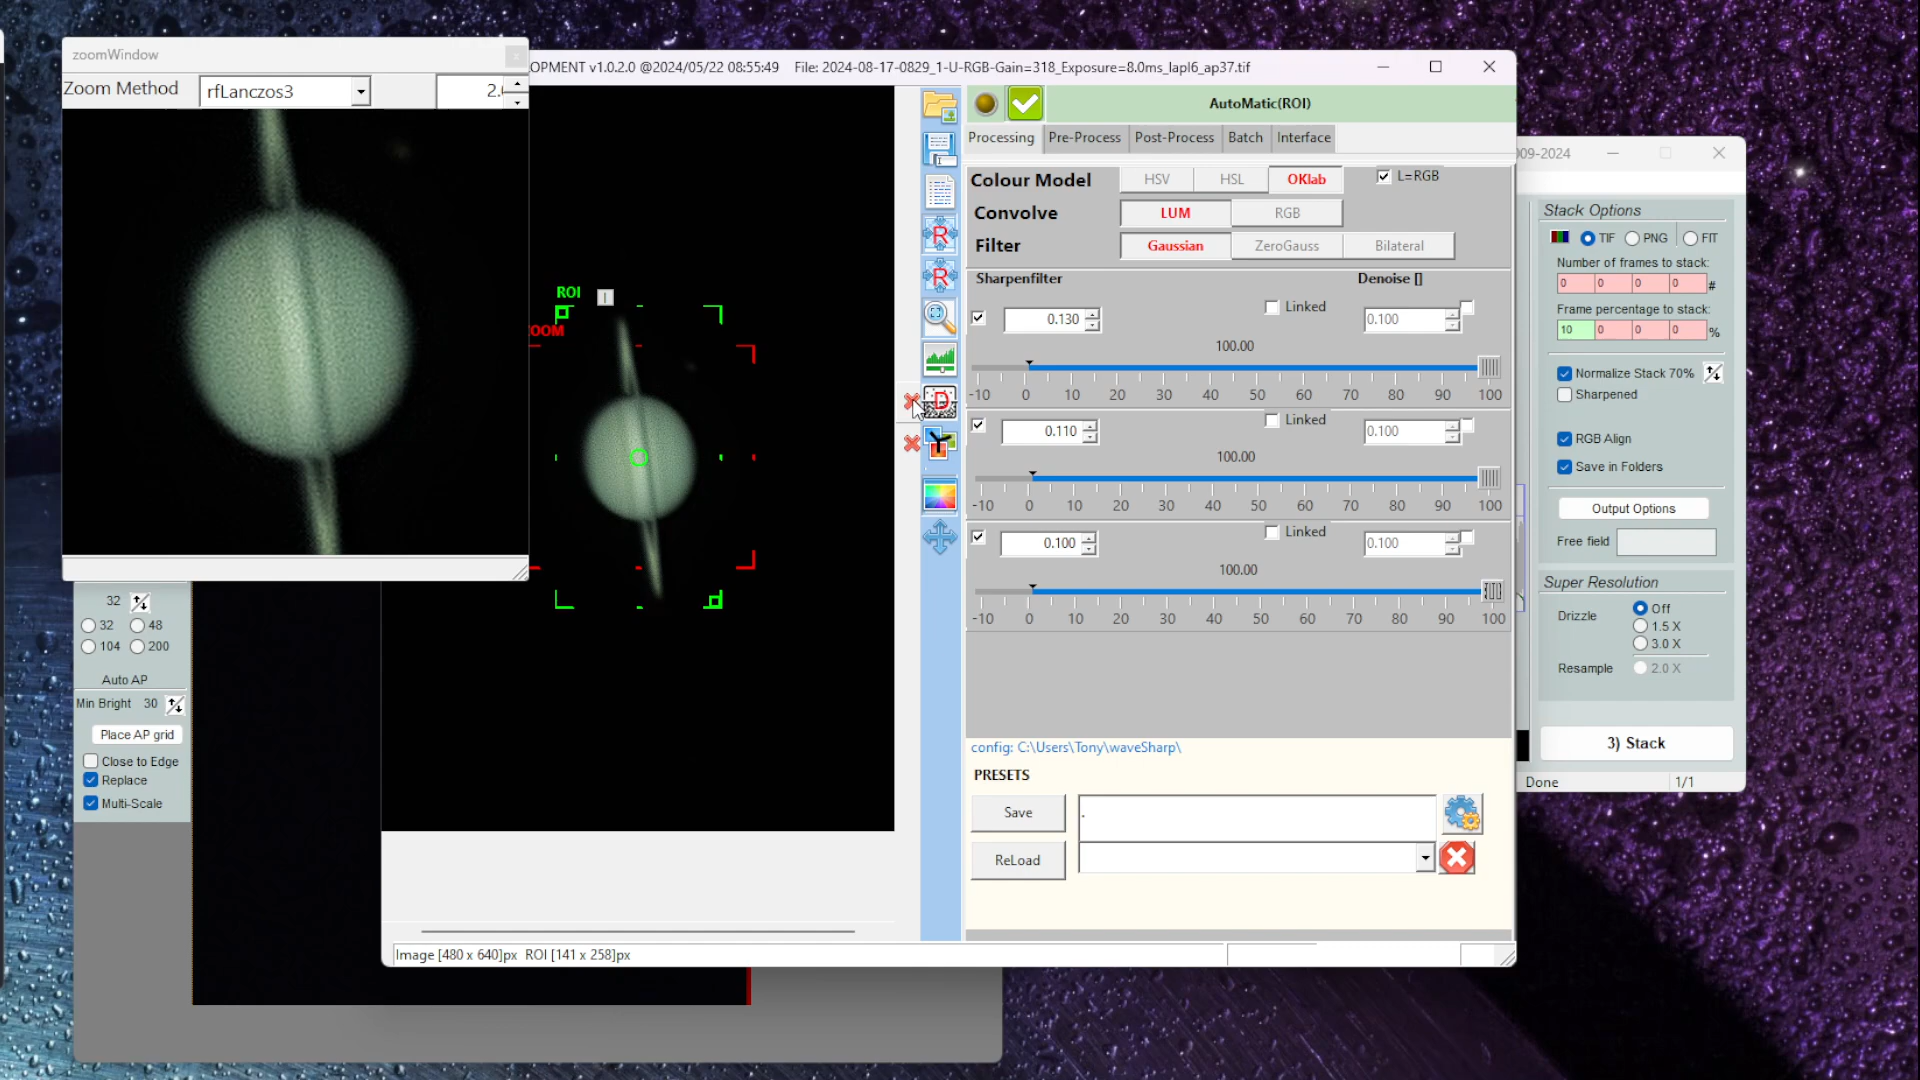 zoomWindow
Zoom Method
rfLanczos3
2.
OPMENT v1.0.2.0 @2024/05/22 08:55:49 File: 2024-08-17-0829_1-U-RGB-Gain=318_Exposure=8.0ms_lapl6_ap37.tif
ROI
OOM
R
R
D
AutoMatic(ROI)
Processing Pre-Process Post-Process Batch Interface
Colour Model HSV HSL OKlab L=RGB
Convolve LUM RGB
Filter Gaussian ZeroGauss Bilateral
Sharpenfilter Denoise []
0.130 Linked 0.100
100.00
-10 0 10 20 30 40 50 60 70 80 90 100
0.110 Linked 0.100
100.00
-10 0 10 20 30 40 50 60 70 80 90 100
0.100 Linked 0.100
100.00
-10 0 10 20 30 40 50 60 70 80 90 100
config: C:\Users\Tony\waveSharp\
PRESETS
Save .
ReLoad
Image [480 x 640]px ROI [141 x 258]px
32
32 48
104 200
Auto AP
Min Bright 30
Place AP grid
Close to Edge
Replace
Multi-Scale
009-2024
Stack Options
TIF PNG FIT
Number of frames to stack:
0 0 0 0 #
Frame percentage to stack:
10 0 0 0 %
Normalize Stack 70%
Sharpened
RGB Align
Save in Folders
Output Options
Free field
Super Resolution
Drizzle Off
1.5 X
3.0 X
Resample 2.0 X
3) Stack
Done 1/1